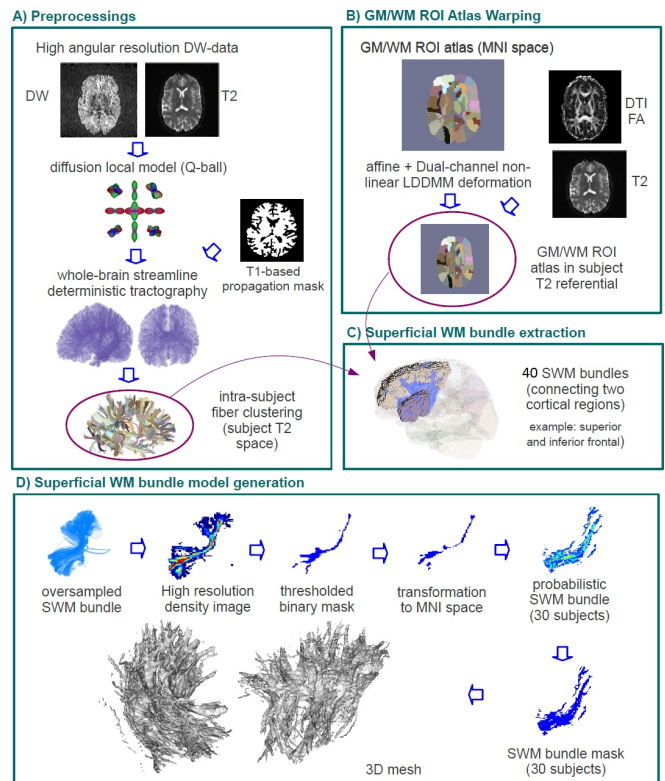 A) Preprocessings
High angular resolution DW-data
DW
T2
diffusion local model (Q-ball)
whole-brain streamline
deterministic tractography
T1-based
propagation mask
intra-subject
fiber clustering
(subject T2
space)
B) GM/WM ROI Atlas Warping
GM/WM ROI atlas (MNI space)
DTI
FA
affine + Dual-channel non-
linear LDDMM deformation
T2
GM/WM ROI
atlas in subject
T2 referential
C) Superficial WM bundle extraction
40 SWM bundles
(connecting two
cortical regions)
example: superior
and inferior frontal)
D) Superficial WM bundle model generation
oversampled
SWM bundle
High resolution
density image
thresholded
binary mask
transformation
to MNI space
probabilistic
SWM bundle
(30 subjects)
3D mesh
SWM bundle mask
(30 subjects)